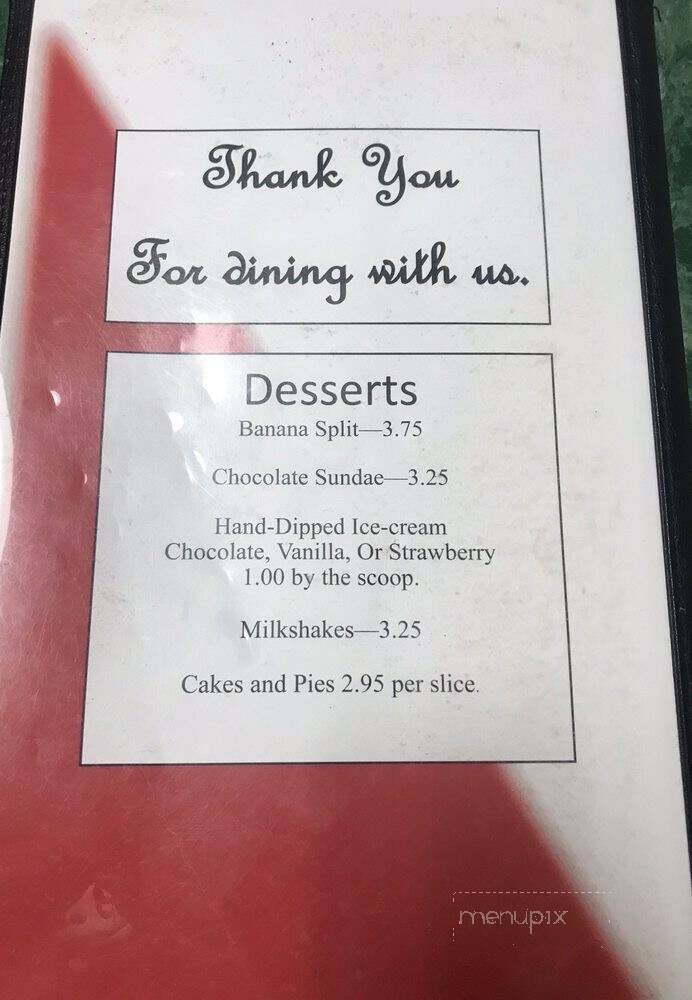 Thank You
For dining with us.
Desserts
Banana Split—3.75
Chocolate Sundae—3.25
Hand-Dipped Ice-cream
Chocolate, Vanilla, Or Strawberry
1.00 by the scoop.
Milkshakes—3.25
Cakes and Pies 2.95 per slice.
menupix